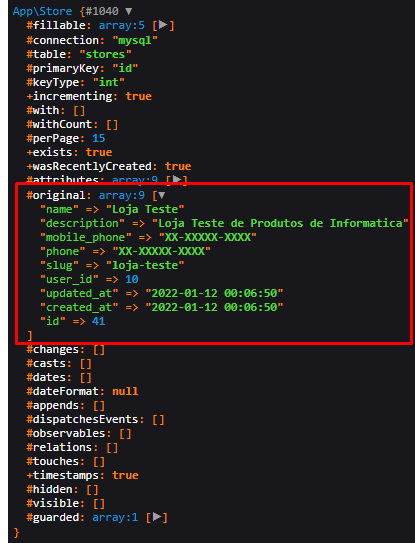 App\Store {#1040 ▼
#fillable: array:5 [▶]
#connection: "mysql"
#table: "stores"
#primaryKey: "id"
#keyType: "int"
+incrementing: true
#with: []
#withCount: []
#perPage: 15
+exists: true
+wasRecentlyCreated: true
#attributes: array:9 [▶]
#original: array:9 [▼
"name" => "Loja Teste"
"description" => "Loja Teste de Produtos de Informatica"
"mobile_phone" => "XX-XXXXX-XXXX"
"phone" => "XX-XXXXX-XXXX"
"slug" => "loja-teste"
"user_id" => 10
"updated_at" => "2022-01-12 00:06:50"
"created_at" => "2022-01-12 00:06:50"
"id" => 41
]
#changes: []
#casts: []
#dates: []
#dateFormat: null
#appends: []
#dispatchesEvents: []
#observables: []
#relations: []
#touches: []
+timestamps: true
#hidden: []
#visible: []
#guarded: array:1 [▶]
}